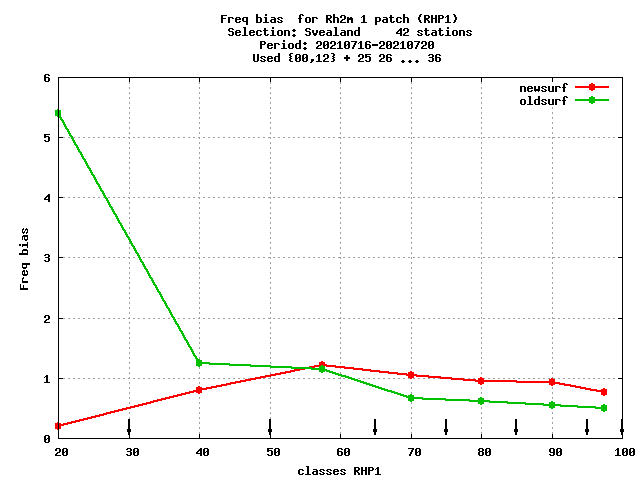 Freq bias  for Rh2m 1 patch (RHP1)
Selection: Svealand     42 stations
Period: 20210716-20210720
Used {00,12} + 25 26 ... 36
newsurf
oldsurf
6
5
4
3
2
1
0
Freq bias
20 30 40 50 60 70 80 90 100
classes RHP1